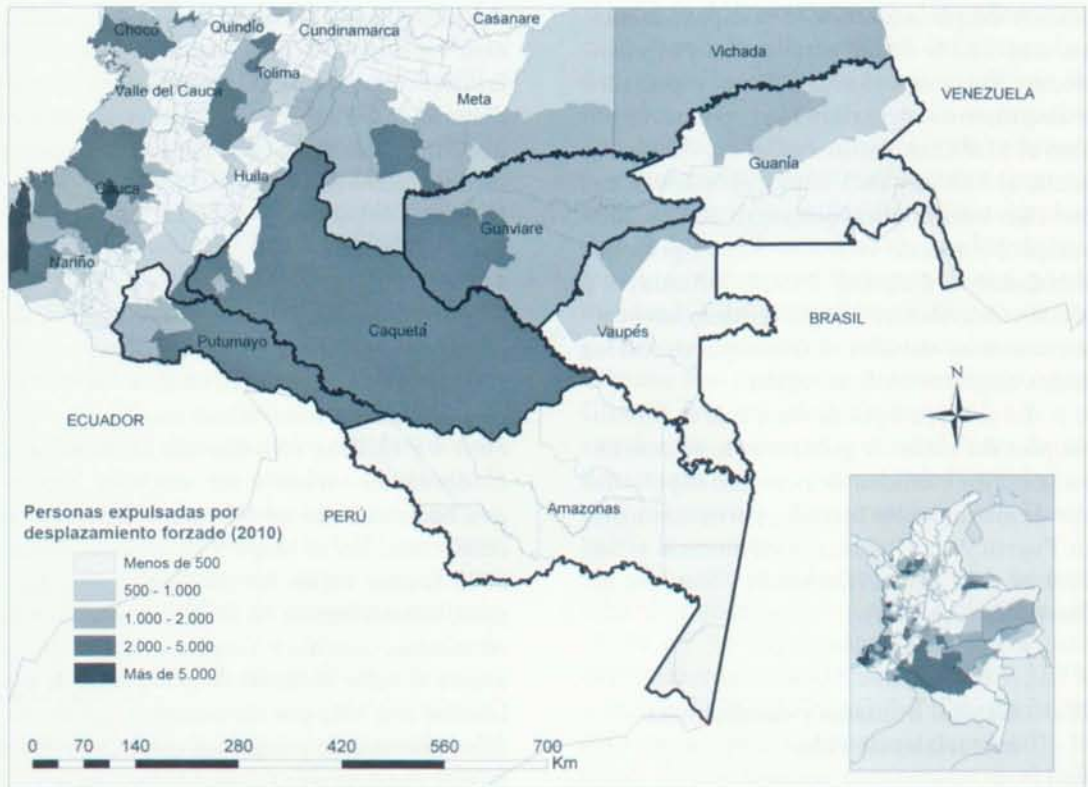 Casanare
Chocó
Quindío
Cundinamarca
Vichada
Tolima
Valle del Cauca
Meta
VENEZUELA
Guanía
Huila
Cauca
Guaviare
Nariño
BRASIL
Vaupés
Caquetá
Putumayo
N
ECUADOR
PERÚ
Amazonas
Personas expulsadas por
desplazamiento forzado (2010)
Menos de 500
500 - 1.000
1.000 - 2.000
2.000 - 5.000
Más de 5.000
0 70 140 280 420 560 700
Km